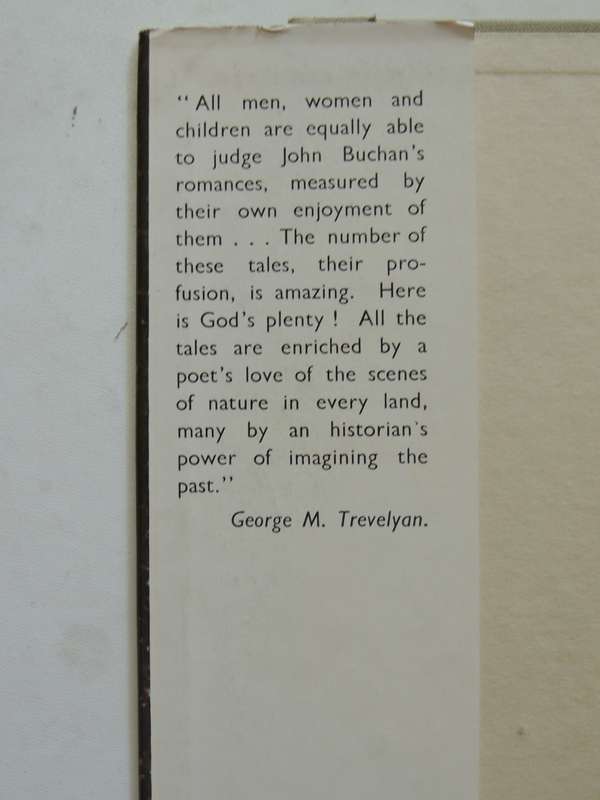 “ All men, women and
children are equally able
to judge John Buchan’s
romances, measured by
their own enjoyment of
them . . . The number of
these tales, their pro-
fusion, is amazing. Here
is God’s plenty ! All the
tales are enriched by a
poet’s love of the scenes
of nature in every land,
many by an historian’s
power of imagining the
past.”
George M. Trevelyan.